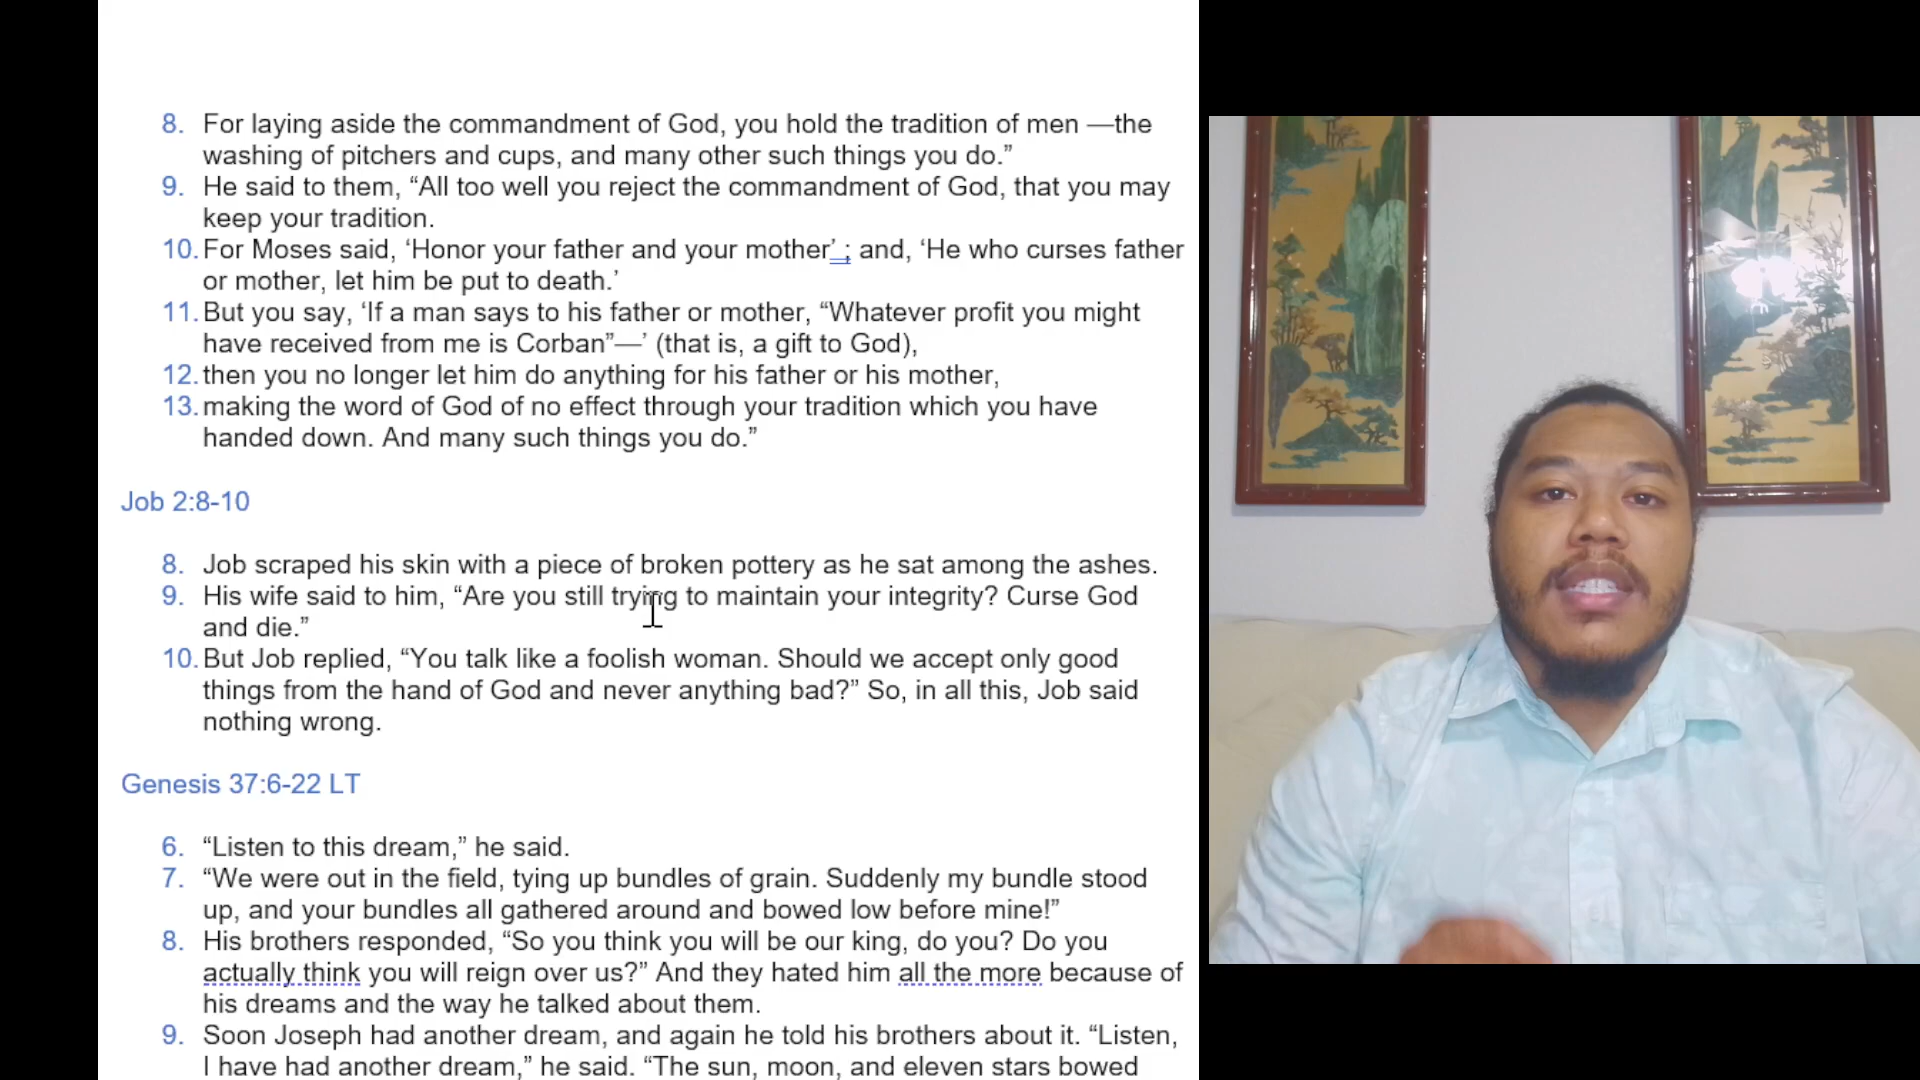 8. For laying aside the commandment of God, you hold the tradition of men —the
washing of pitchers and cups, and many other such things you do.”
9. He said to them, “All too well you reject the commandment of God, that you may
keep your tradition.
10. For Moses said, ‘Honor your father and your mother’ ; and, ‘He who curses father
or mother, let him be put to death.’
11. But you say, ‘If a man says to his father or mother, “Whatever profit you might
have received from me is Corban”—’ (that is, a gift to God),
12. then you no longer let him do anything for his father or his mother,
13. making the word of God of no effect through your tradition which you have
handed down. And many such things you do.”
Job 2:8-10
8. Job scraped his skin with a piece of broken pottery as he sat among the ashes.
9. His wife said to him, “Are you still trying to maintain your integrity? Curse God
and die.”
10. But Job replied, “You talk like a foolish woman. Should we accept only good
things from the hand of God and never anything bad?” So, in all this, Job said
nothing wrong.
Genesis 37:6-22 LT
6. “Listen to this dream,” he said.
7. “We were out in the field, tying up bundles of grain. Suddenly my bundle stood
up, and your bundles all gathered around and bowed low before mine!”
8. His brothers responded, “So you think you will be our king, do you? Do you
actually think you will reign over us?” And they hated him all the more because of
his dreams and the way he talked about them.
9. Soon Joseph had another dream, and again he told his brothers about it. “Listen,
I have had another dream,” he said. “The sun, moon, and eleven stars bowed